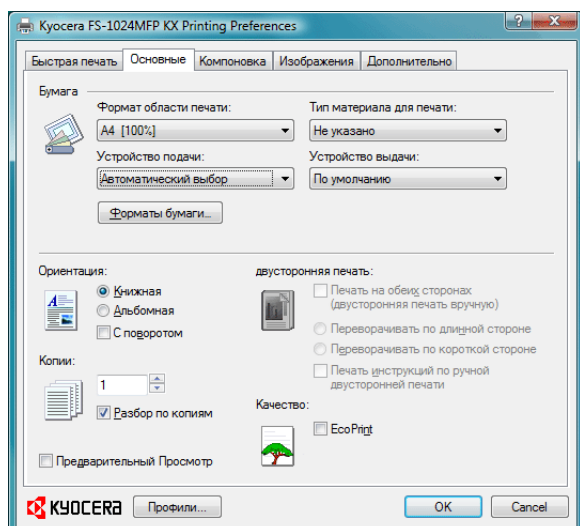 Kyocera FS-1024MFP KX Printing Preferences
Быстрая печать Основные Компоновка Изображения Дополнительно
Бумага
Формат области печати: Тип материала для печати:
A4 [100%] Не указано
Устройство подачи: Устройство выдачи:
Автоматический выбор По умолчанию
Форматы бумаги...
Ориентация: двусторонняя печать:
Книжная
Альбомная
С поворотом
Печать на обеих сторонах
(двусторонняя печать вручную)
Переворачивать по длинной стороне
Переворачивать по короткой стороне
Печать инструкций по ручной
двусторонней печати
Копии:
1
Разбор по копиям
Качество:
EcoPrint
Предварительный Просмотр
KYOCERA Профили... OK Cancel